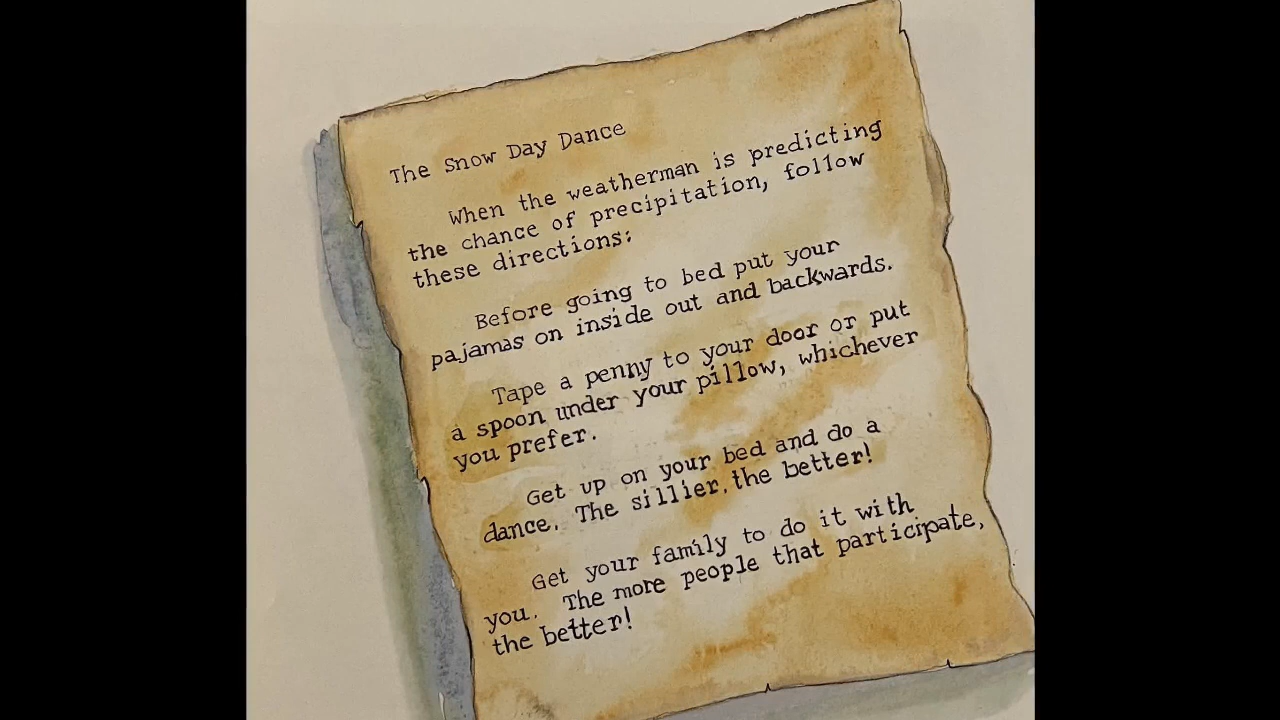 The Snow Day Dance
When the weatherman is predicting
the chance of precipitation, follow
these directions:
Before going to bed put your
pajamas on inside out and backwards.
Tape a penny to your door or put
a spoon under your pillow, whichever
you prefer.
Get up on your bed and do a
dance. The sillier, the better!
Get your family to do it with
you. The more people that participate,
the better!